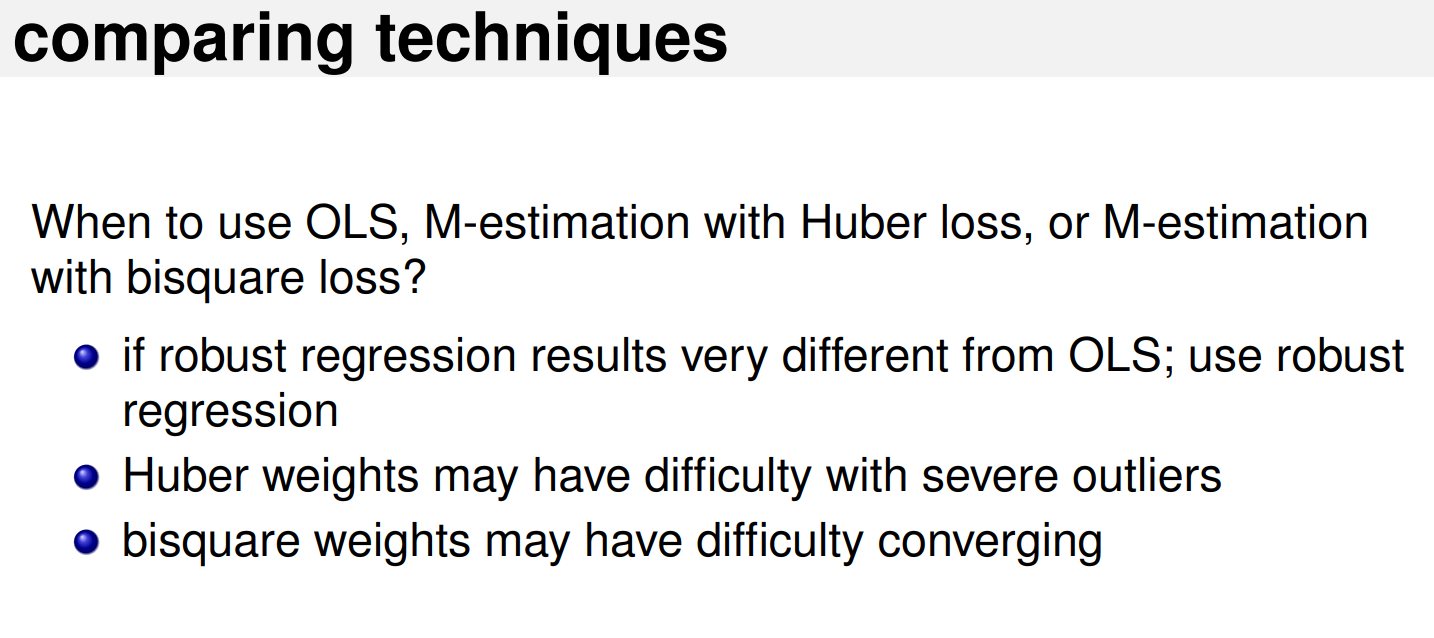 comparing techniques
When to use OLS, M-estimation with Huber loss, or M-estimation
with bisquare loss?
if robust regression results very different from OLS; use robust
regression
Huber weights may have difficulty with severe outliers
bisquare weights may have difficulty converging